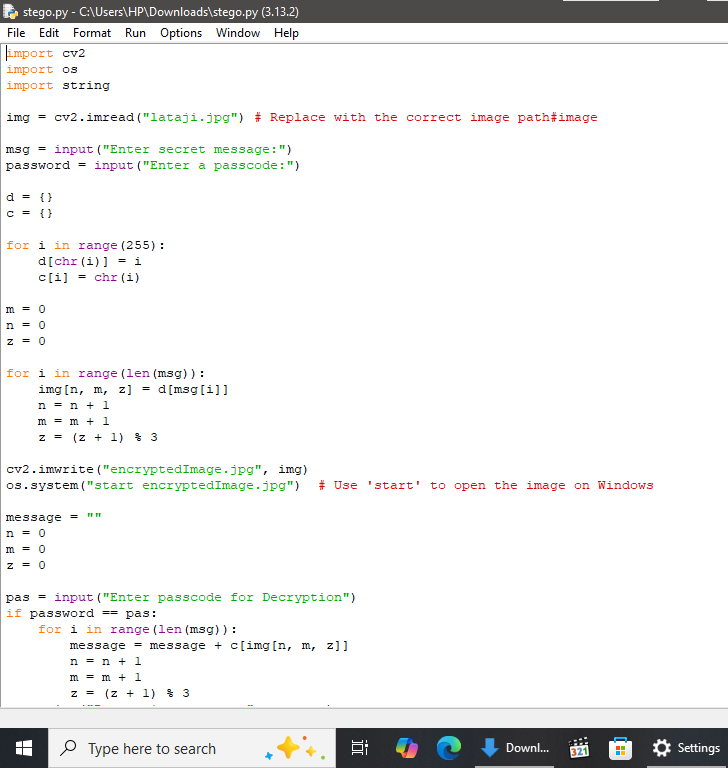 stego.py - C:\Users\HP\Downloads\stego.py (3.13.2)
File Edit Format Run Options Window Help
import cv2
import os
import string
img = cv2.imread("lataji.jpg") # Replace with the correct image path#image
msg = input("Enter secret message:")
password = input("Enter a passcode:")
d = {}
c = {}
for i in range(255):
    d[chr(i)] = i
    c[i] = chr(i)
m = 0
n = 0
z = 0
for i in range(len(msg)):
    img[n, m, z] = d[msg[i]]
    n = n + 1
    m = m + 1
    z = (z + 1) % 3
cv2.imwrite("encryptedImage.jpg", img)
os.system("start encryptedImage.jpg")  # Use 'start' to open the image on Windows
message = ""
n = 0
m = 0
z = 0
pas = input("Enter passcode for Decryption")
if password == pas:
    for i in range(len(msg)):
        message = message + c[img[n, m, z]]
        n = n + 1
        m = m + 1
        z = (z + 1) % 3
Type here to search
Downl...
321
Settings